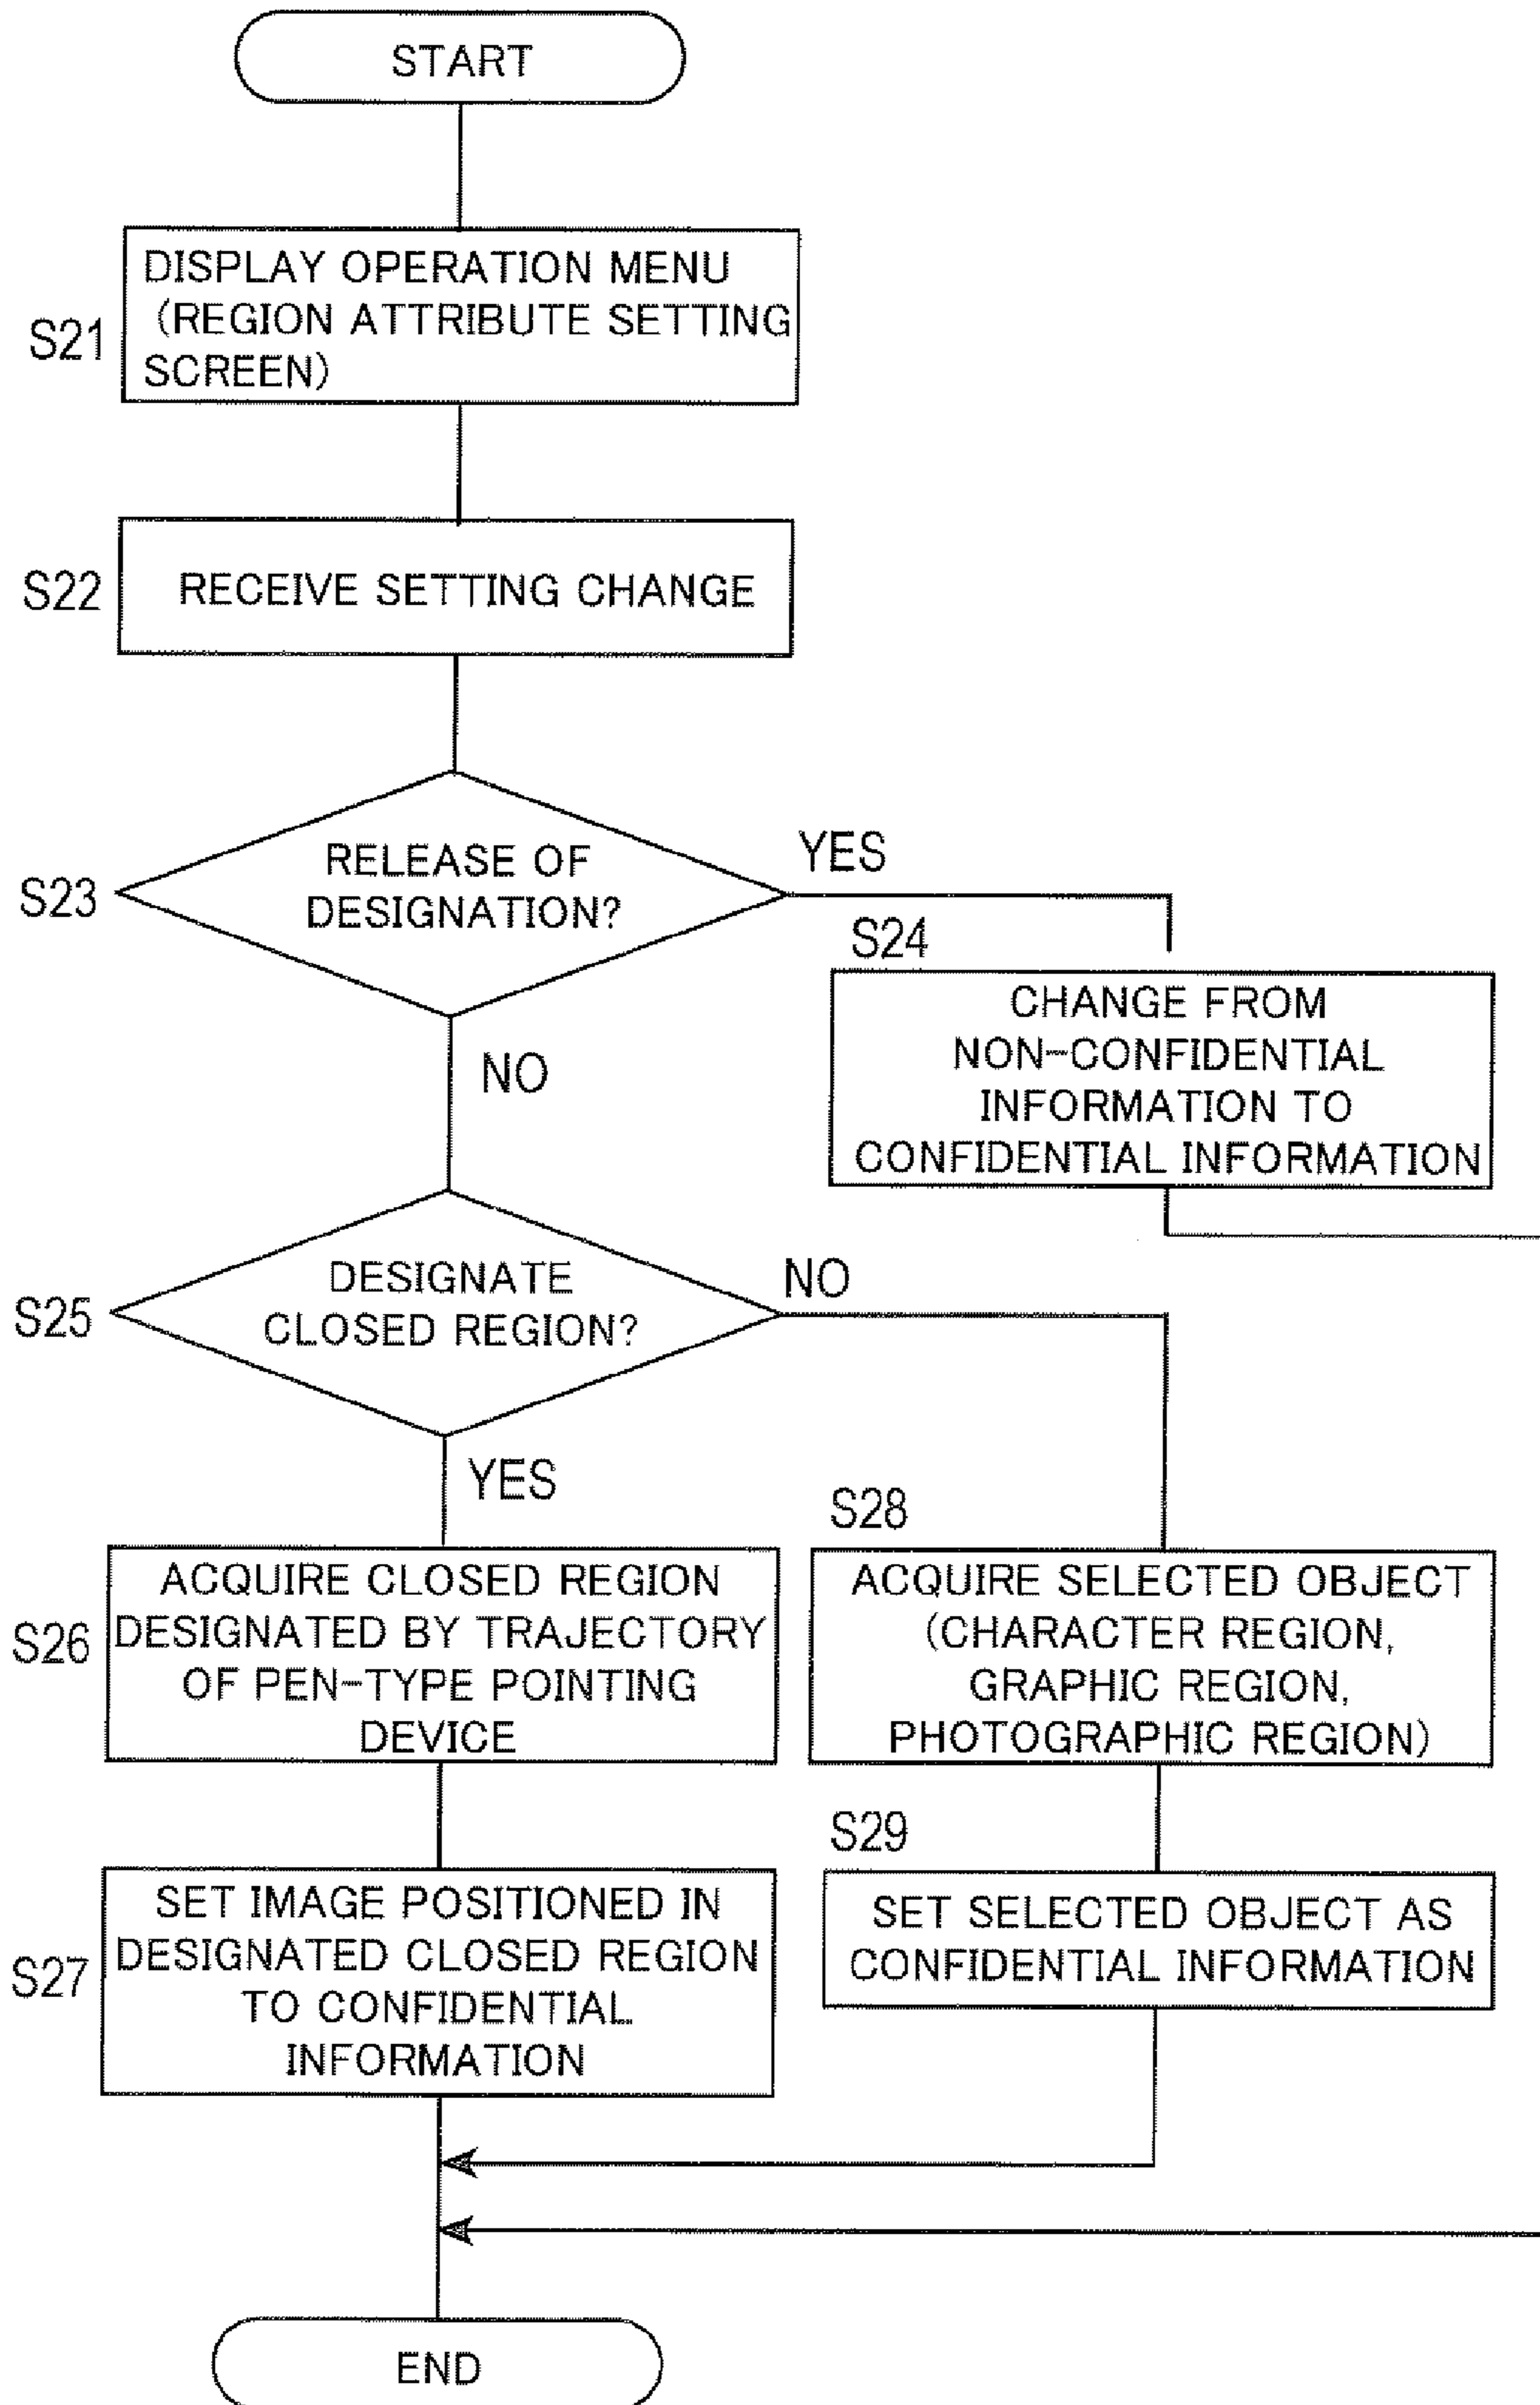 START
S21
DISPLAY OPERATION MENU
(REGION ATTRIBUTE SETTING
SCREEN)
S22
RECEIVE SETTING CHANGE
S23
RELEASE OF
DESIGNATION?
YES
NO
S24
CHANGE FROM
NON-CONFIDENTIAL
INFORMATION TO
CONFIDENTIAL INFORMATION
S25
DESIGNATE
CLOSED REGION?
NO
YES
S26
ACQUIRE CLOSED REGION
DESIGNATED BY TRAJECTORY
OF PEN-TYPE POINTING
DEVICE
S28
ACQUIRE SELECTED OBJECT
(CHARACTER REGION,
GRAPHIC REGION,
PHOTOGRAPHIC REGION)
S27
SET IMAGE POSITIONED IN
DESIGNATED CLOSED REGION
TO CONFIDENTIAL
INFORMATION
S29
SET SELECTED OBJECT AS
CONFIDENTIAL INFORMATION
END